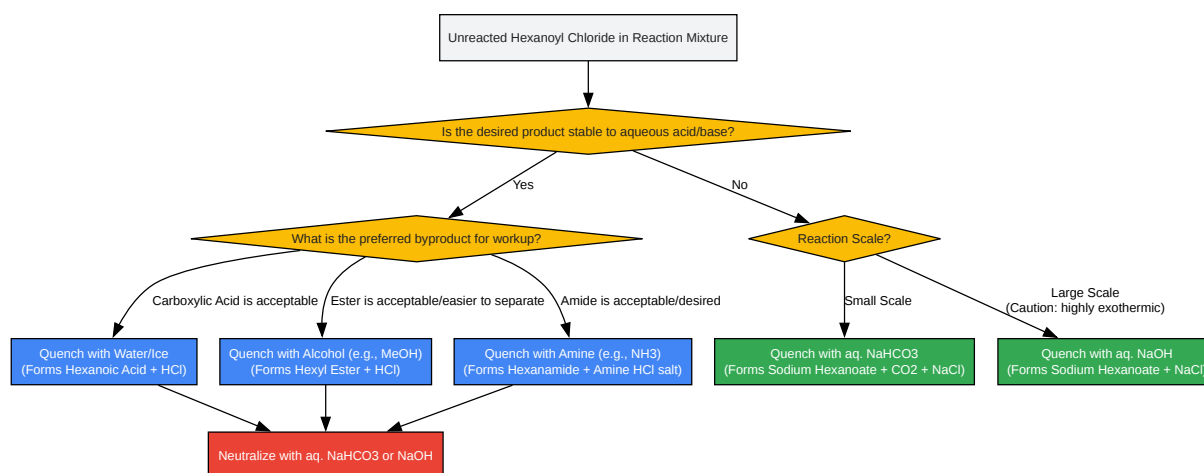 Unreacted Hexanoyl Chloride in Reaction Mixture
Is the desired product stable to aqueous acid/base?
Yes
No
What is the preferred byproduct for workup?
Reaction Scale?
Carboxylic Acid is acceptable
Ester is acceptable/easier to separate
Amide is acceptable/desired
Small Scale
Large Scale
(Caution: highly exothermic)
Quench with Water/Ice
(Forms Hexanoic Acid + HCl)
Quench with Alcohol (e.g., MeOH)
(Forms Hexyl Ester + HCl)
Quench with Amine (e.g., NH3)
(Forms Hexanamide + Amine HCl salt)
Quench with aq. NaHCO3
(Forms Sodium Hexanoate + CO2 + NaCl)
Quench with aq. NaOH
(Forms Sodium Hexanoate + NaCl)
Neutralize with aq. NaHCO3 or NaOH